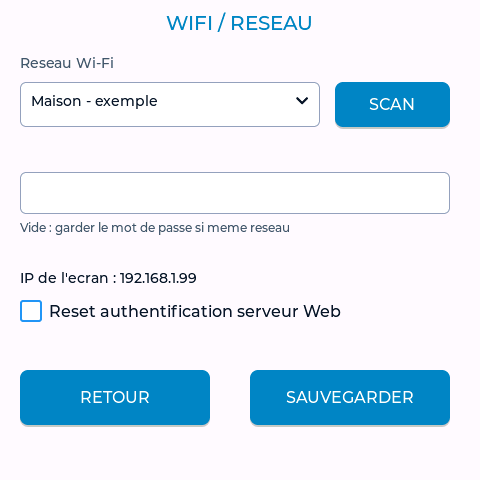 WIFI / RESEAU
Reseau Wi-Fi
Maison - exemple
SCAN
Vide : garder le mot de passe si meme reseau
IP de l'ecran : 192.168.1.99
Reset authentification serveur Web
RETOUR
SAUVEGARDER